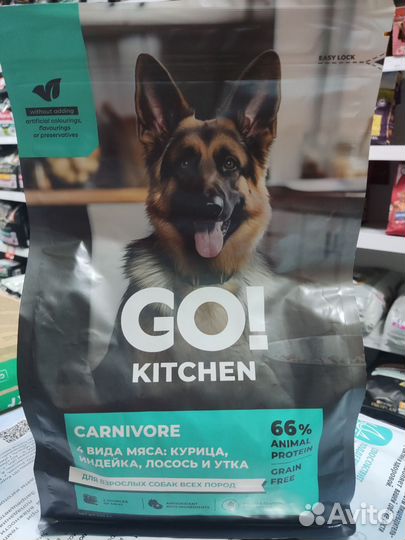 EASY LOCK
without adding
artificial colourings,
flavourings
or preservatives
GO!
KITCHEN
CARNIVORE
4 ВИДА МЯСА: КУРИЦА,
ИНДЕЙКА, ЛОСОСЬ И УТКА
ДЛЯ ВЗРОСЛЫХ СОБАК ВСЕХ ПОРОД
66%
ANIMAL
PROTEIN
GRAIN
FREE
Avito